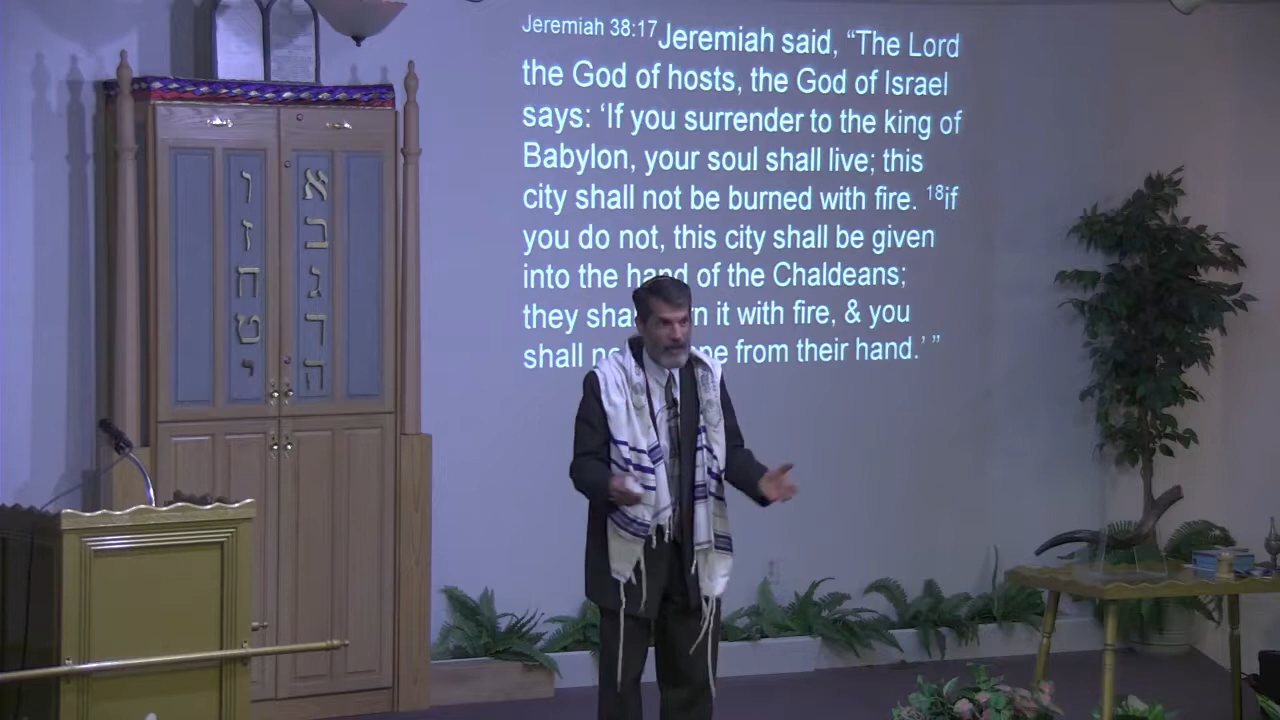 Jeremiah 38:17 Jeremiah said, “The Lord
the God of hosts, the God of Israel
says: ‘If you surrender to the king of
Babylon, your soul shall live; this
city shall not be burned with fire. 18if
you do not, this city shall be given
into the hand of the Chaldeans;
they it with fire, & you
shall from their hand.’ ”
א
ב
ג
ד
ה
ו
ז
ח
ט
י